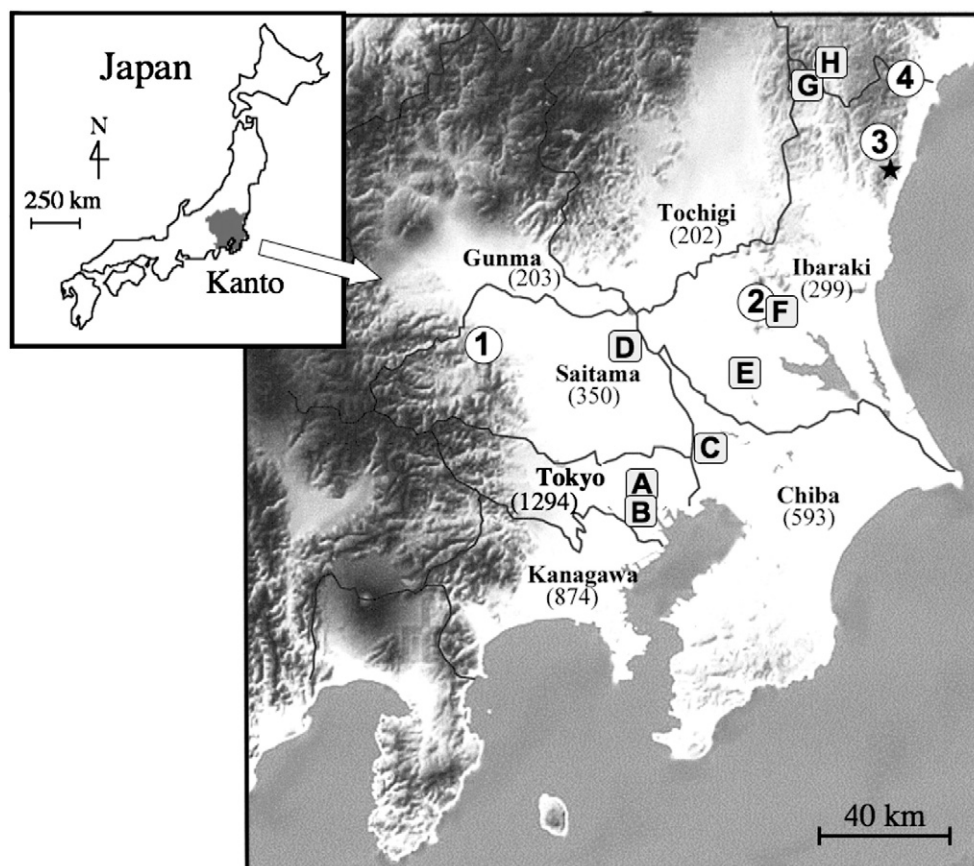 Japan
N
250 km
Kanto
H
G
4
3
Tochigi
(202)
Gunma
(203)
Ibaraki
(299)
2
F
1
D
Saitama
(350)
E
C
Tokyo
(1294)
A
B
Chiba
(593)
Kanagawa
(874)
40 km